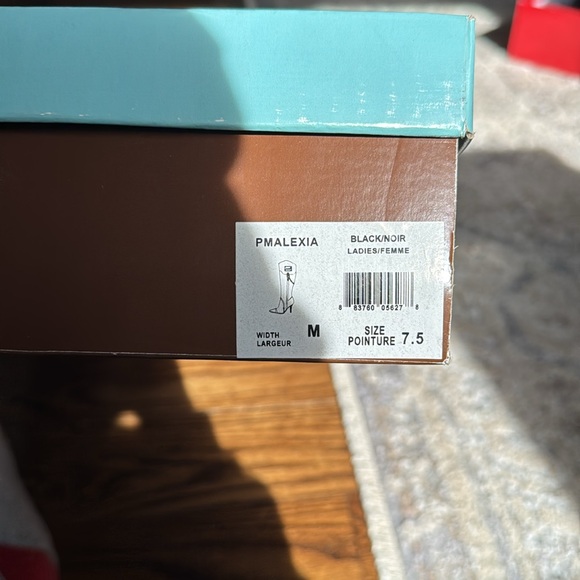 PMALEXIA
BLACK/NOIR
LADIES/FEMME
8 83760 05627 8
WIDTH
LARGEUR
M
SIZE
POINTURE 7.5